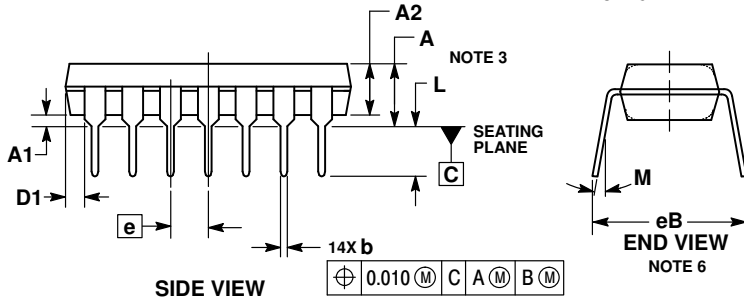 A2
A
NOTE 3
L
A1
SEATING
PLANE
C
D1
e
14X b
SIDE VIEW
⌖ 0.010 Ⓜ C A Ⓜ B Ⓜ
M
eB
END VIEW
NOTE 6